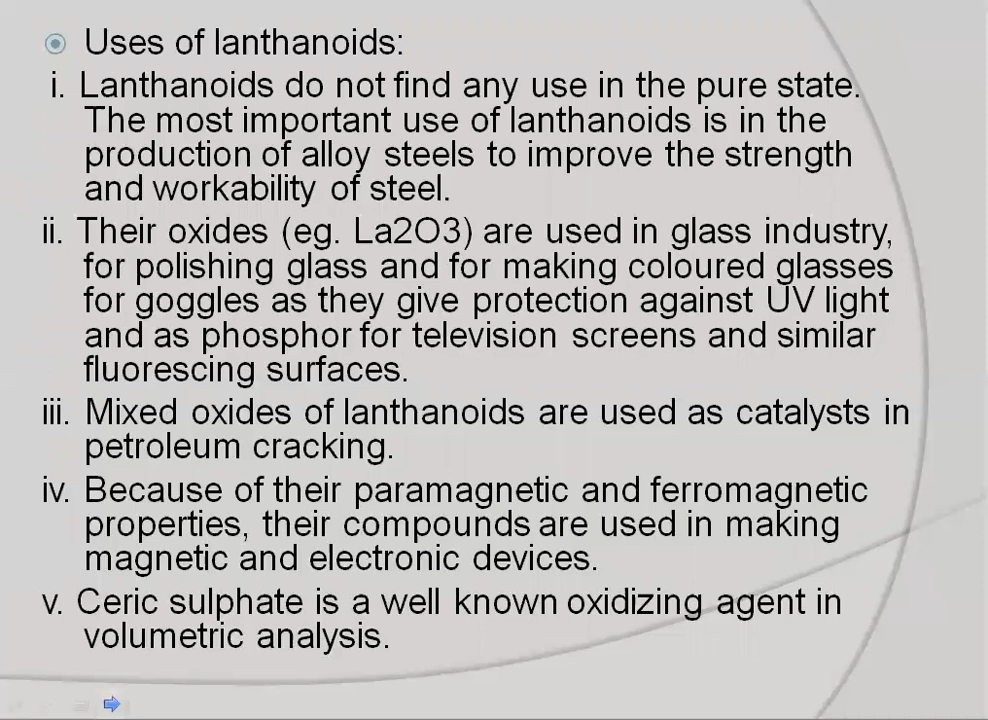 Uses of lanthanoids:
i. Lanthanoids do not find any use in the pure state.
The most important use of lanthanoids is in the
production of alloy steels to improve the strength
and workability of steel.
ii. Their oxides (eg. La2O3) are used in glass industry,
for polishing glass and for making coloured glasses
for goggles as they give protection against UV light
and as phosphor for television screens and similar
fluorescing surfaces.
iii. Mixed oxides of lanthanoids are used as catalysts in
petroleum cracking.
iv. Because of their paramagnetic and ferromagnetic
properties, their compounds are used in making
magnetic and electronic devices.
v. Ceric sulphate is a well known oxidizing agent in
volumetric analysis.